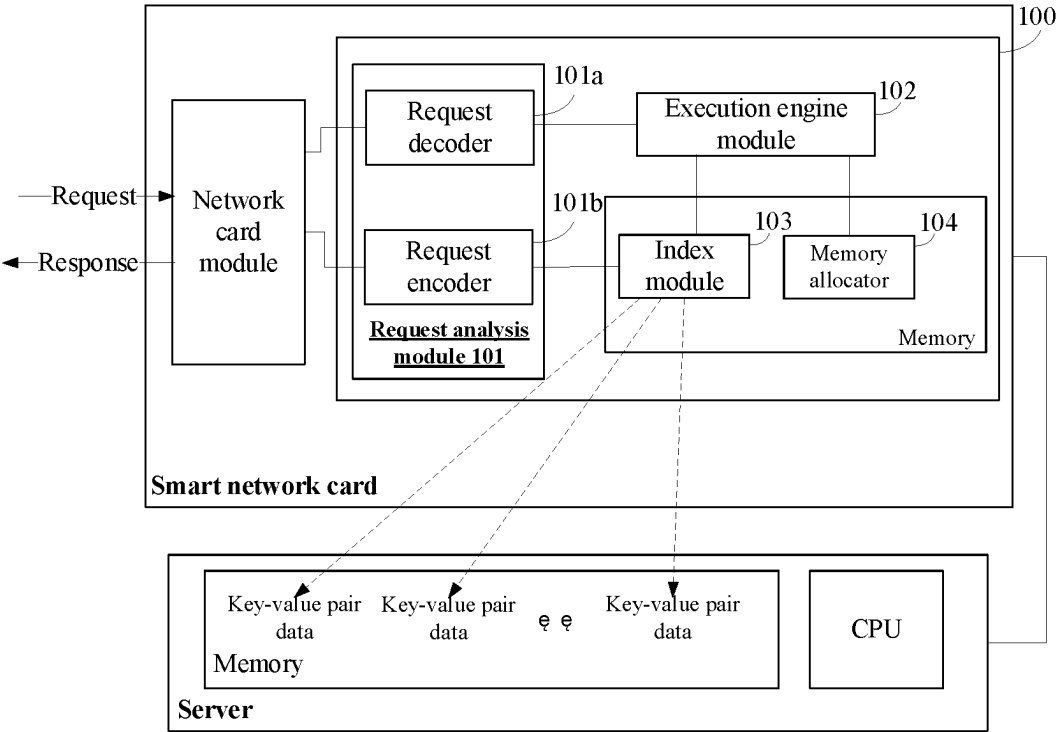 100
101a
102
Request
decoder
Execution engine
module
Request
Network
card
module
101b
103
104
Response
Request
encoder
Index
module
Memory
allocator
Request analysis
module 101
Memory
Smart network card
Key-value pair
data
Key-value pair
data
ę ę
Key-value pair
data
CPU
Memory
Server